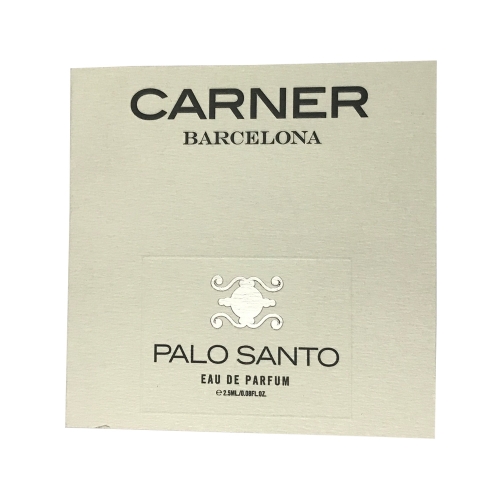 CARNER
BARCELONA
PALO SANTO
EAU DE PARFUM
℮ 2.5ML./0.08FL.OZ.